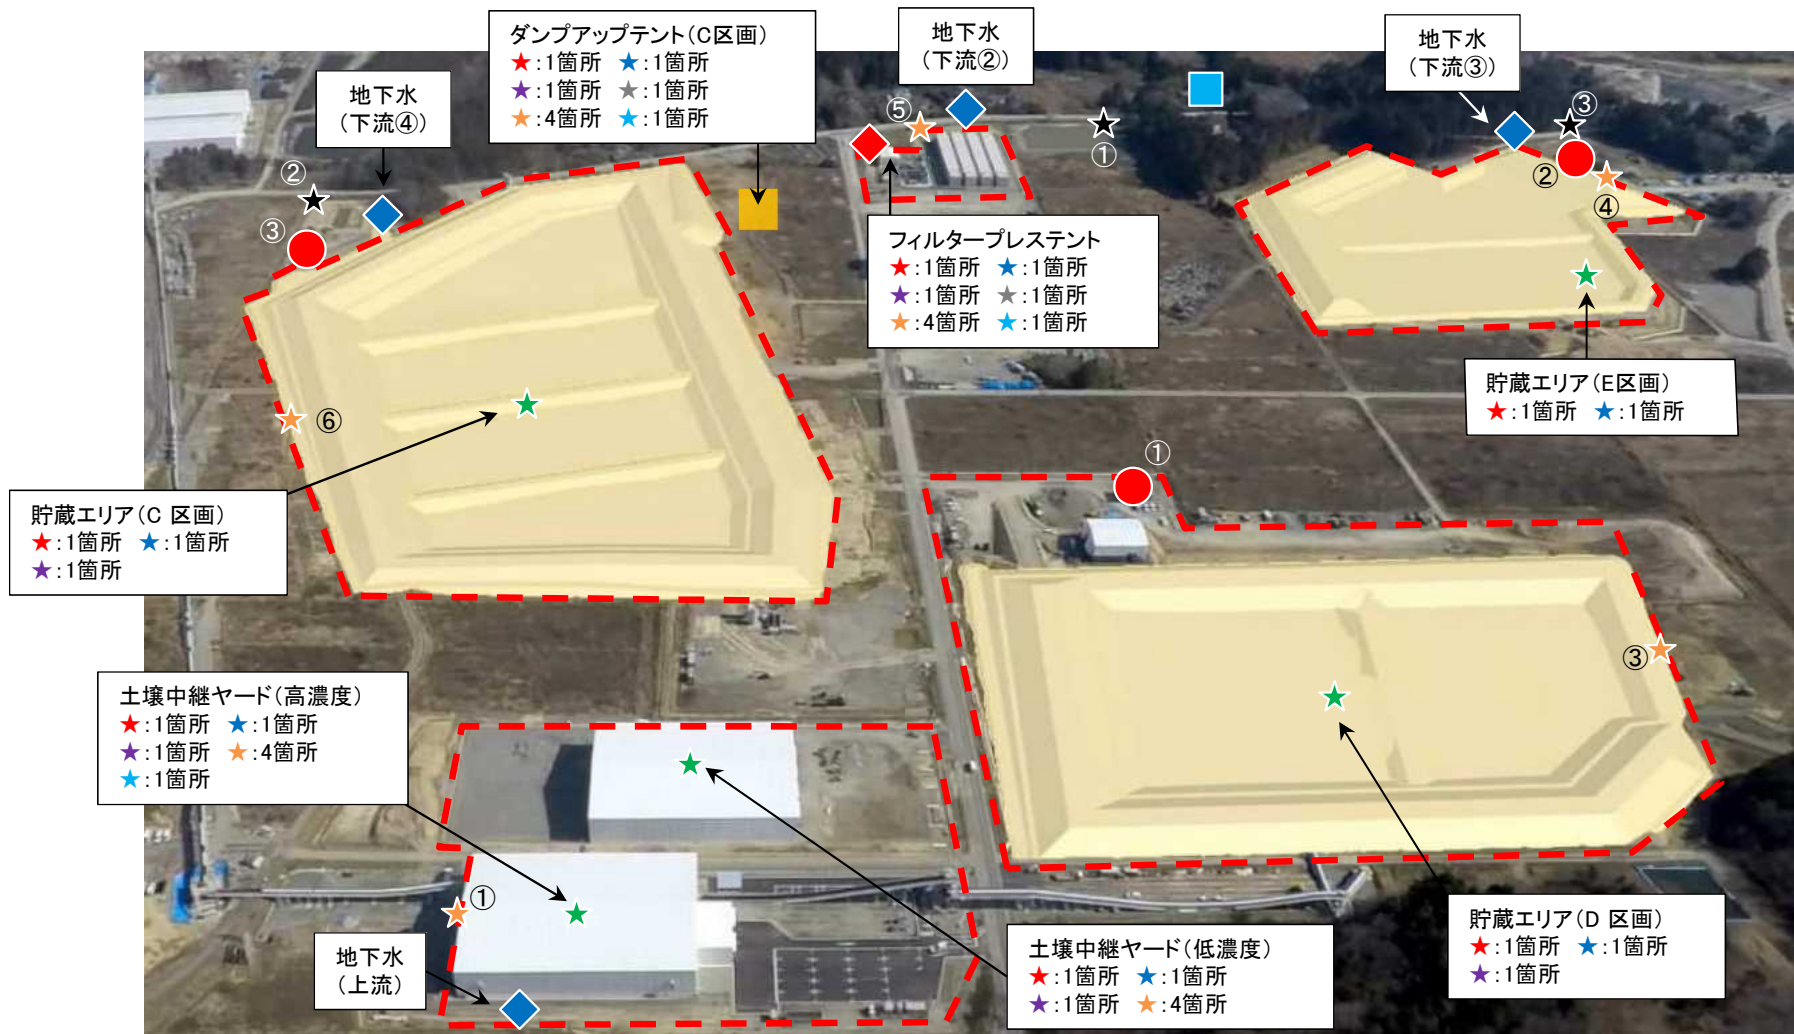 ダンプアップテント(C区画)
★:1箇所 ★:1箇所
★:1箇所 ★:1箇所
★:4箇所 ★:1箇所
地下水
(下流②)
地下水
(下流③)
地下水
(下流④)
⑤
①
③
②
④
②
③
フィルタープレステント
★:1箇所 ★:1箇所
★:1箇所 ★:1箇所
★:4箇所 ★:1箇所
貯蔵エリア(E区画)
★:1箇所 ★:1箇所
⑥
①
貯蔵エリア(C 区画)
★:1箇所 ★:1箇所
★:1箇所
③
土壌中継ヤード(高濃度)
★:1箇所 ★:1箇所
★:1箇所 ★:4箇所
★:1箇所
①
地下水
(上流)
土壌中継ヤード(低濃度)
★:1箇所 ★:1箇所
★:1箇所 ★:4箇所
貯蔵エリア(D 区画)
★:1箇所 ★:1箇所
★:1箇所